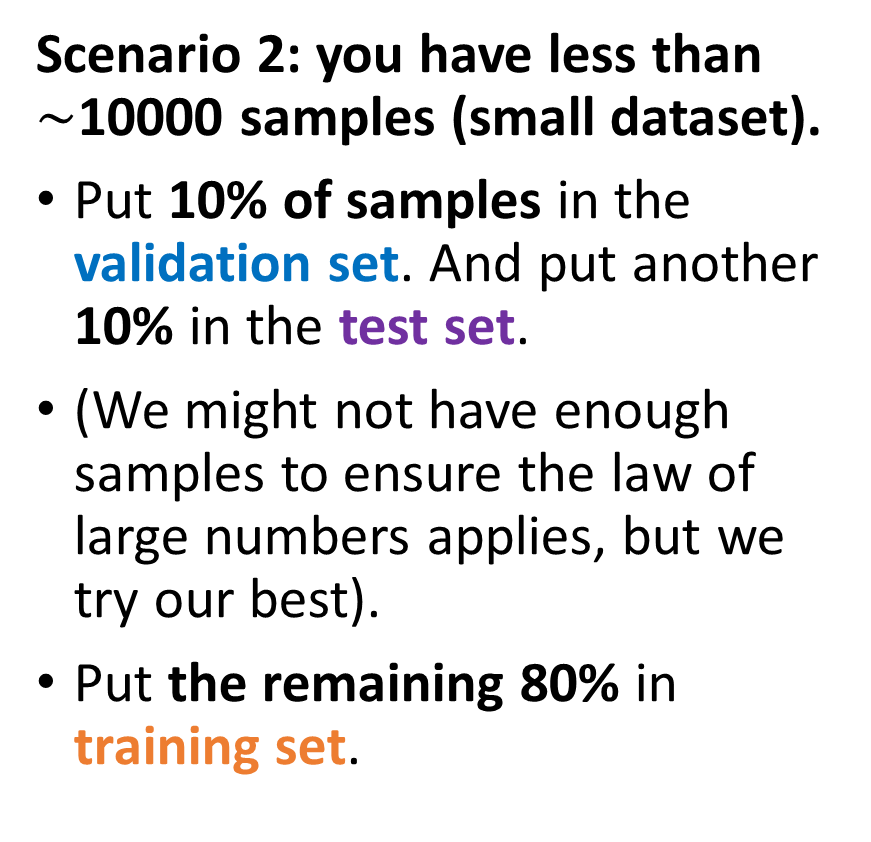 Scenario 2: you have less than
~10000 samples (small dataset).
• Put 10% of samples in the
validation set. And put another
10% in the test set.
• (We might not have enough
samples to ensure the law of
large numbers applies, but we
try our best).
• Put the remaining 80% in
training set.